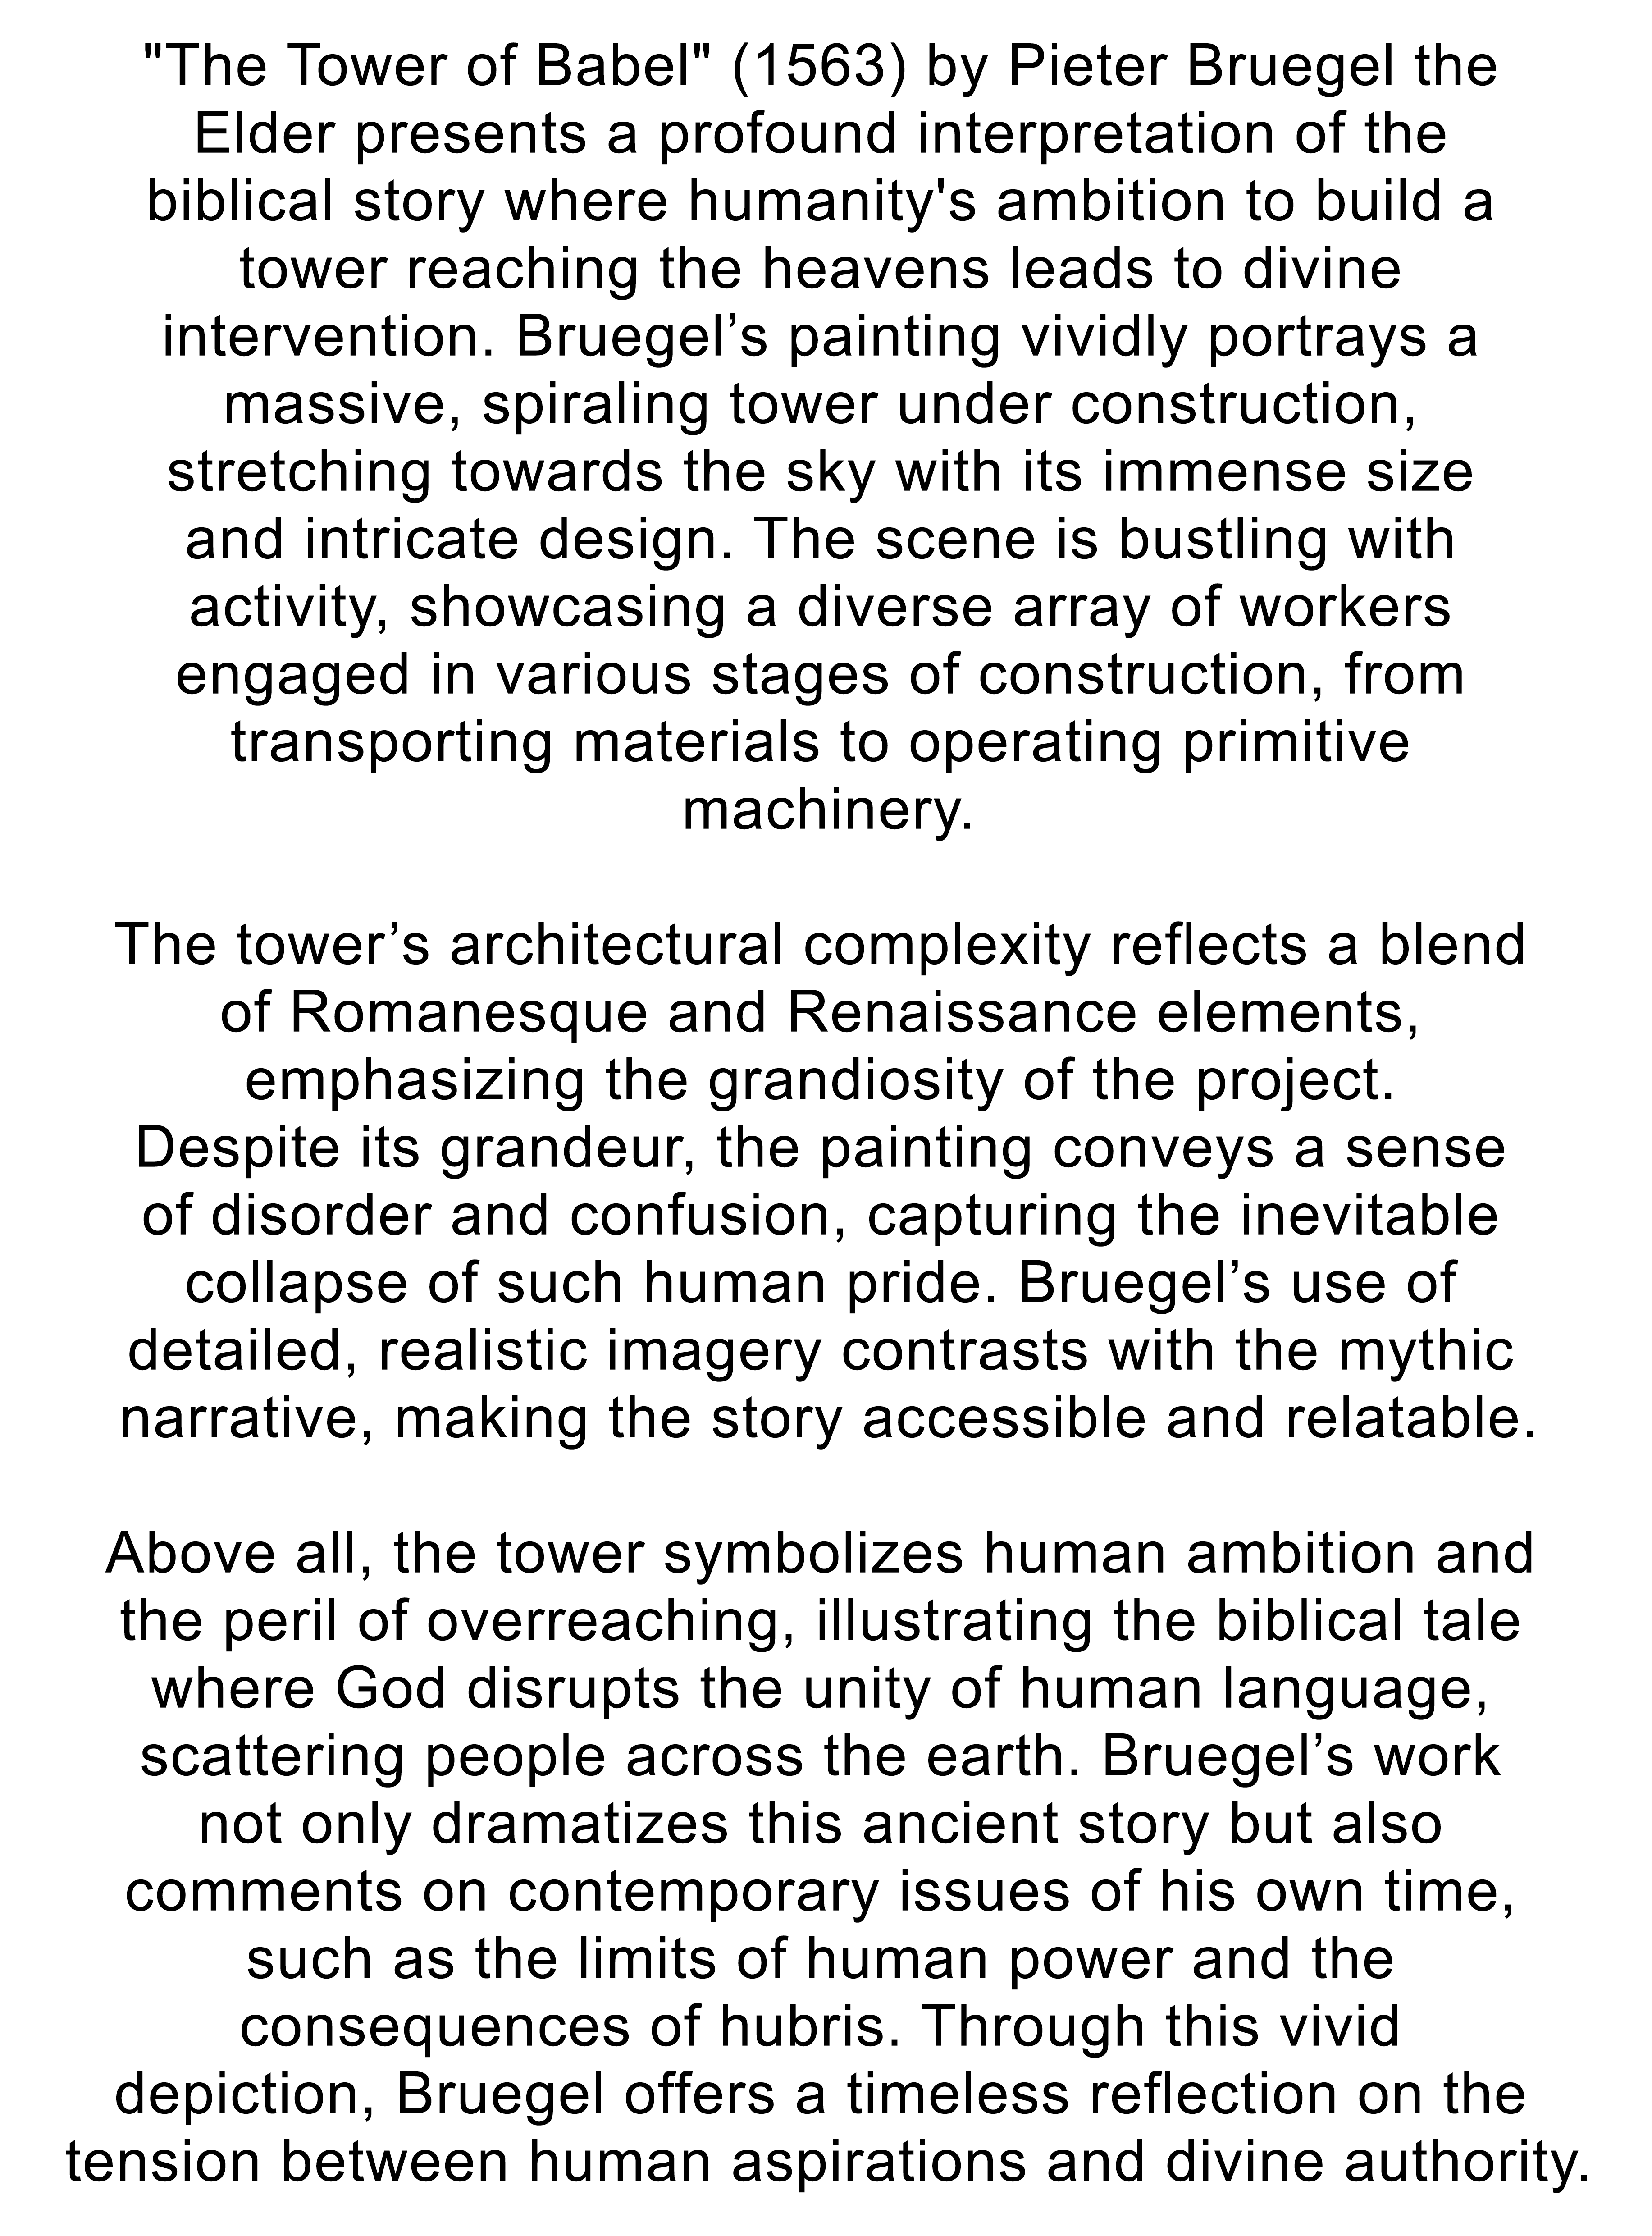 "The Tower of Babel" (1563) by Pieter Bruegel the
Elder presents a profound interpretation of the
biblical story where humanity's ambition to build a
tower reaching the heavens leads to divine
intervention. Bruegel’s painting vividly portrays a
massive, spiraling tower under construction,
stretching towards the sky with its immense size
and intricate design. The scene is bustling with
activity, showcasing a diverse array of workers
engaged in various stages of construction, from
transporting materials to operating primitive
machinery.

The tower’s architectural complexity reflects a blend
of Romanesque and Renaissance elements,
emphasizing the grandiosity of the project.
Despite its grandeur, the painting conveys a sense
of disorder and confusion, capturing the inevitable
collapse of such human pride. Bruegel’s use of
detailed, realistic imagery contrasts with the mythic
narrative, making the story accessible and relatable.

Above all, the tower symbolizes human ambition and
the peril of overreaching, illustrating the biblical tale
where God disrupts the unity of human language,
scattering people across the earth. Bruegel’s work
not only dramatizes this ancient story but also
comments on contemporary issues of his own time,
such as the limits of human power and the
consequences of hubris. Through this vivid
depiction, Bruegel offers a timeless reflection on the
tension between human aspirations and divine authority.